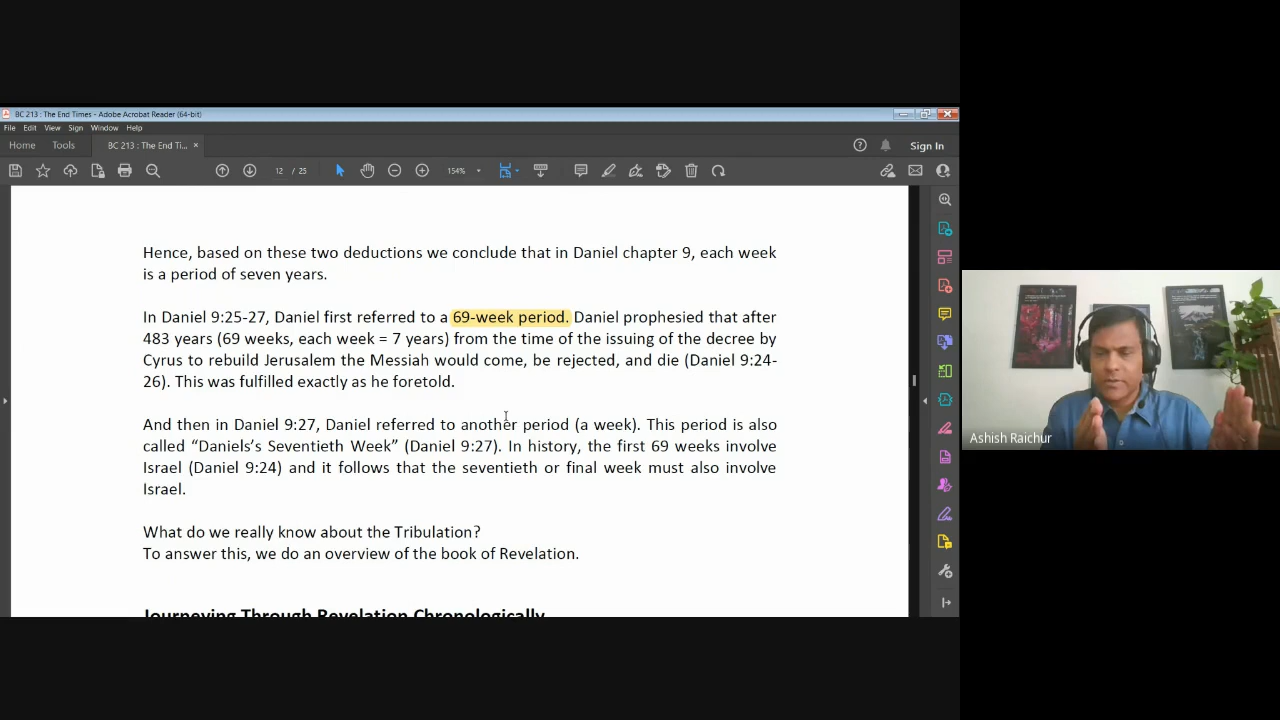 BC 213 : The End Times - Adobe Acrobat Reader (64-bit)
File Edit View Sign Window Help
Home Tools BC 213 : The End Ti... × Sign In
12 / 25 154%
Hence, based on these two deductions we conclude that in Daniel chapter 9, each week
is a period of seven years.
In Daniel 9:25-27, Daniel first referred to a 69-week period. Daniel prophesied that after
483 years (69 weeks, each week = 7 years) from the time of the issuing of the decree by
Cyrus to rebuild Jerusalem the Messiah would come, be rejected, and die (Daniel 9:24-
26). This was fulfilled exactly as he foretold.
And then in Daniel 9:27, Daniel referred to another period (a week). This period is also
called “Daniels’s Seventieth Week” (Daniel 9:27). In history, the first 69 weeks involve
Israel (Daniel 9:24) and it follows that the seventieth or final week must also involve
Israel.
What do we really know about the Tribulation?
To answer this, we do an overview of the book of Revelation.
Journeying Through Revelation Chronologically
Ashish Raichur